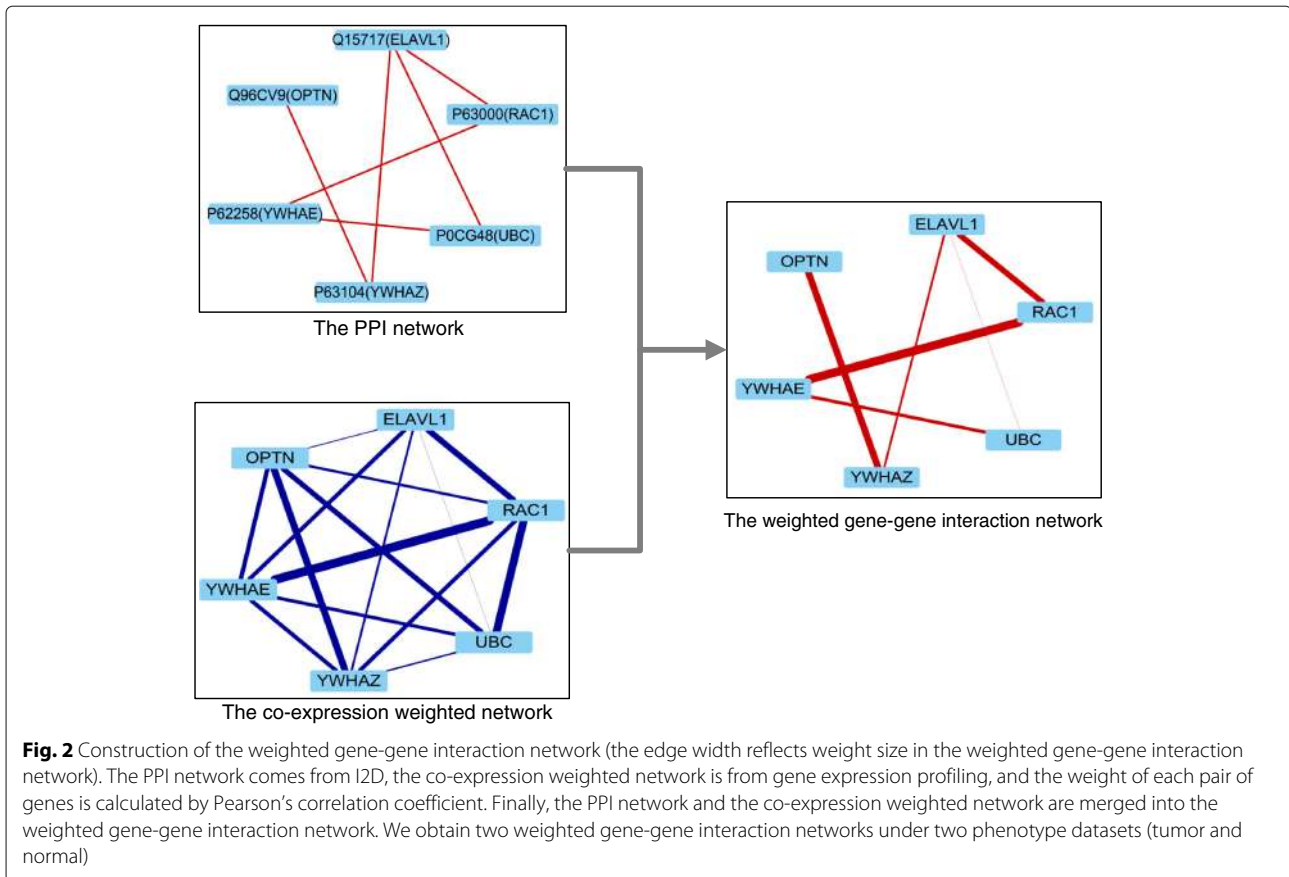 Q15717(ELAVL1)
Q96CV9(OPTN)
P63000(RAC1)
P62258(YWHAE)
P0CG48(UBC)
P63104(YWHAZ)
The PPI network
ELAVL1
OPTN
RAC1
YWHAE
UBC
YWHAZ
The weighted gene-gene interaction network
ELAVL1
OPTN
RAC1
YWHAE
UBC
YWHAZ
The co-expression weighted network
Fig. 2 Construction of the weighted gene-gene interaction network (the edge width reflects weight size in the weighted gene-gene interaction
network). The PPI network comes from I2D, the co-expression weighted network is from gene expression profiling, and the weight of each pair of
genes is calculated by Pearson's correlation coefficient. Finally, the PPI network and the co-expression weighted network are merged into the
weighted gene-gene interaction network. We obtain two weighted gene-gene interaction networks under two phenotype datasets (tumor and
normal)